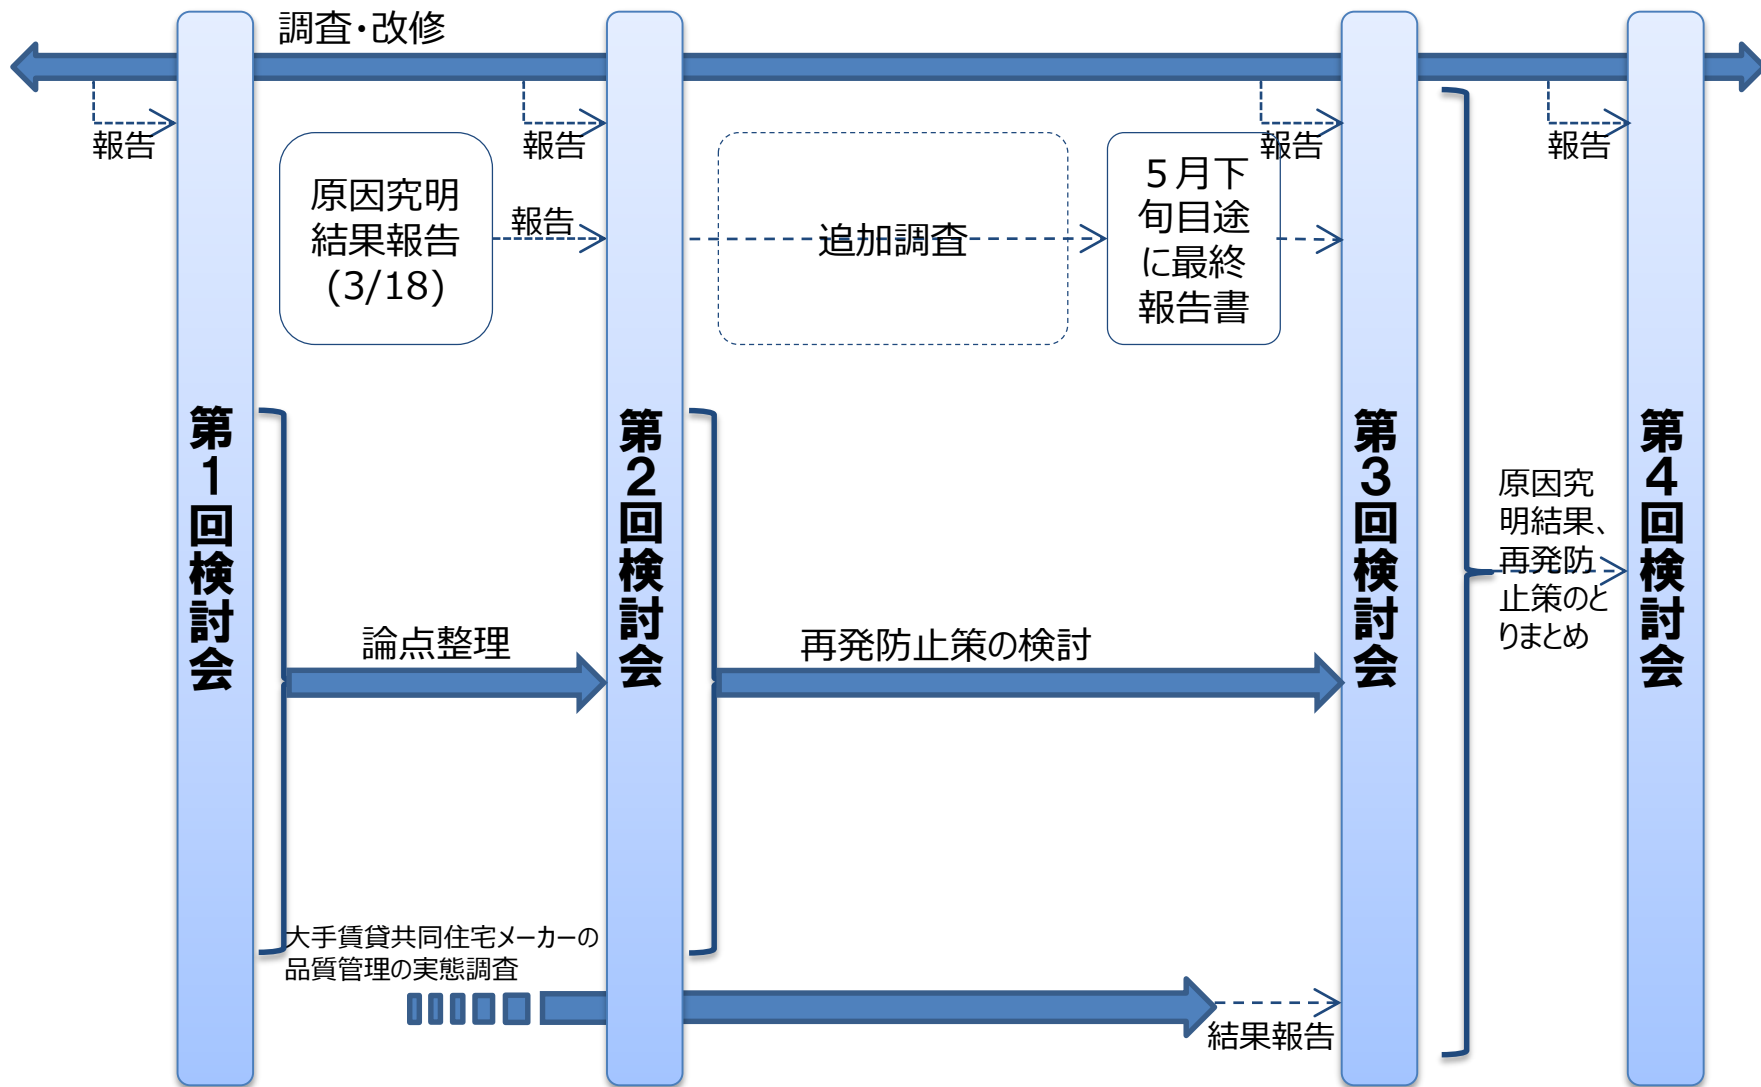 調査・改修
報告
報告
報告
報告
原因究明
結果報告
(3/18)
報告
追加調査
５月下
旬目途
に最終
報告書
第１回検討会
第２回検討会
第３回検討会
第４回検討会
論点整理
再発防止策の検討
原因究
明結果、
再発防
止策のと
りまとめ
大手賃貸共同住宅メーカーの
品質管理の実態調査
結果報告